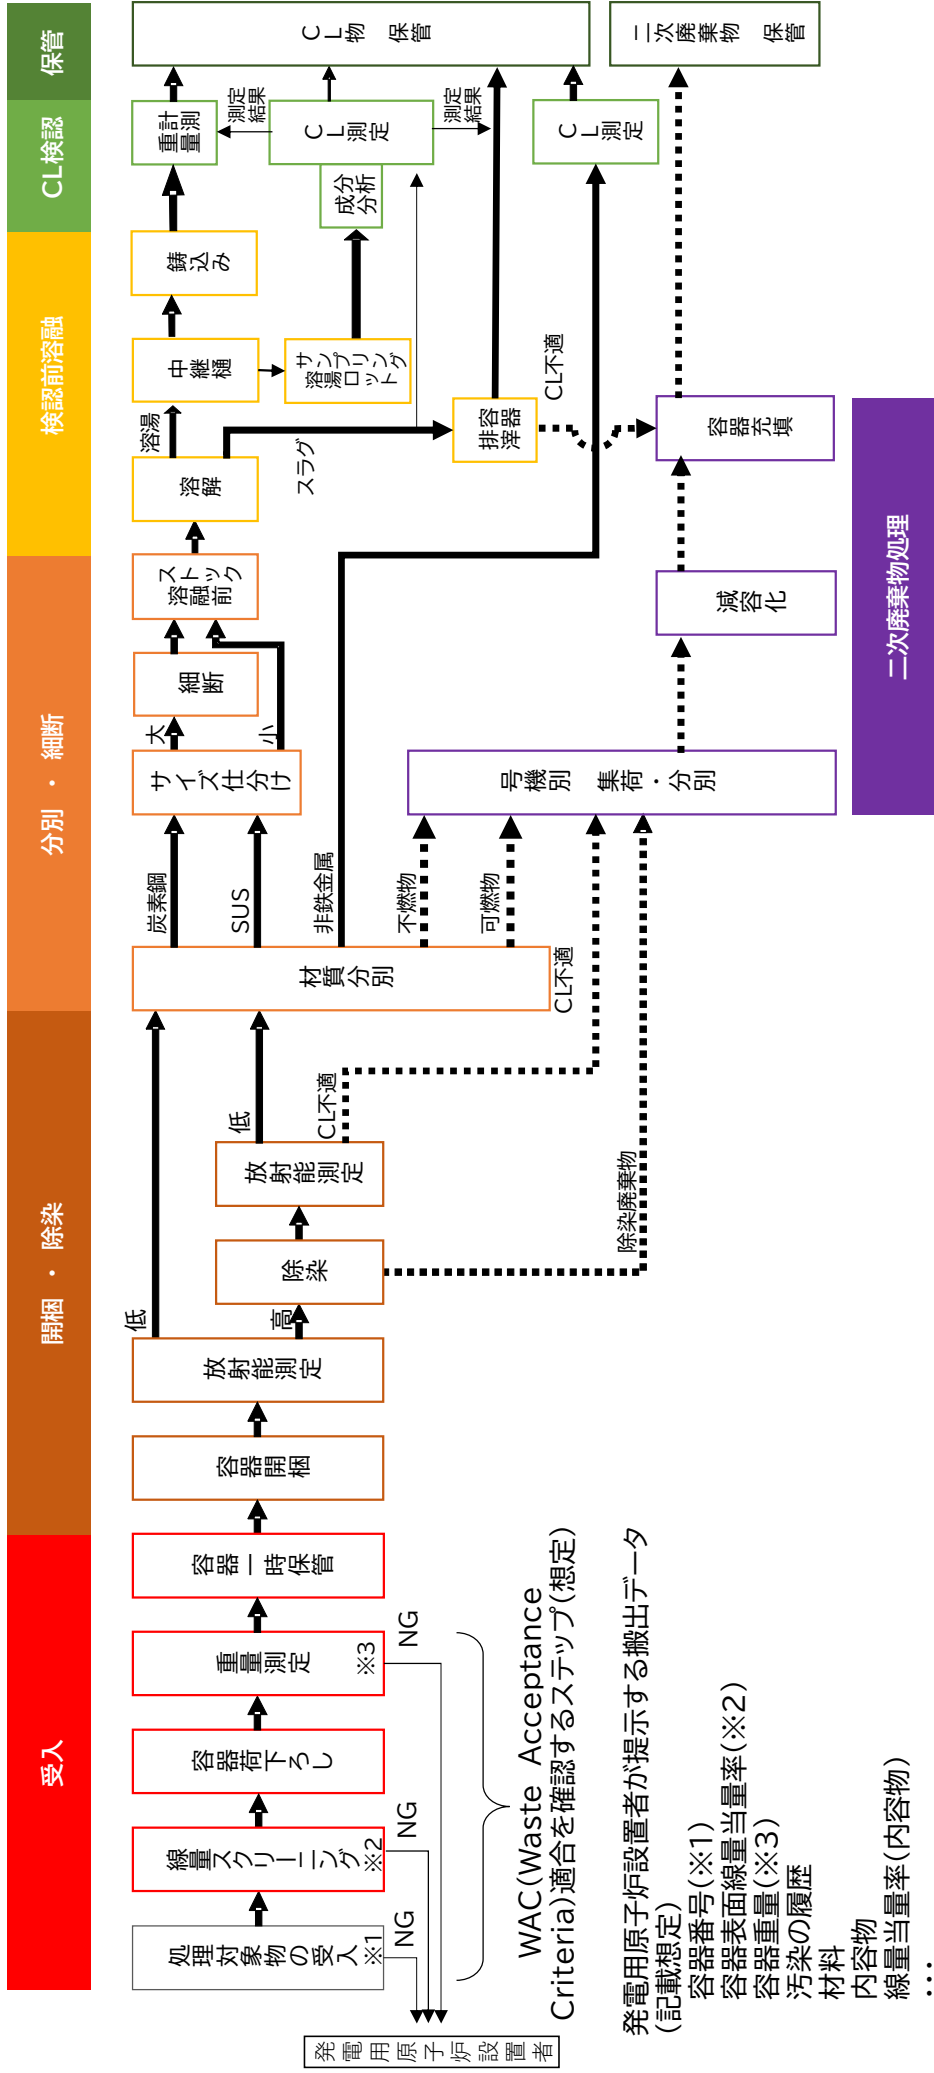 受入
開梱 ・ 除染
分別 ・ 細断
検認前溶融
CL検認
保管
発電用原子炉設置者
処理対象物の受入
※1
NG
線量スクリーニング
※2
NG
容器荷下ろし
重量測定
※3
NG
容器一時保管
容器開梱
放射能測定
低
高
除染
放射能測定
低
CL不適
除染廃棄物
材質分別
炭素鋼
SUS
非鉄金属
不燃物
可燃物
CL不適
サイズ仕分け
大
小
細断
溶融前
ストック
溶解
溶湯
スラグ
中継樋
溶湯ロット
サンプリング
鋳込み
排滓
容器
CL不適
成分
分析
重量
計測
測定
結果
CL測定
測定
結果
CL測定
CL物 保管
二次廃棄物 保管
号機別 集荷・分別
減容化
容器充填
二次廃棄物処理
WAC(Waste Acceptance
Criteria)適合を確認するステップ(想定)
発電用原子炉設置者が提示する搬出データ
(記載想定)
容器番号(※1)
容器表面線量当量率(※2)
容器重量(※3)
汚染の履歴
材料
内容物
線量当量率(内容物)
・・・